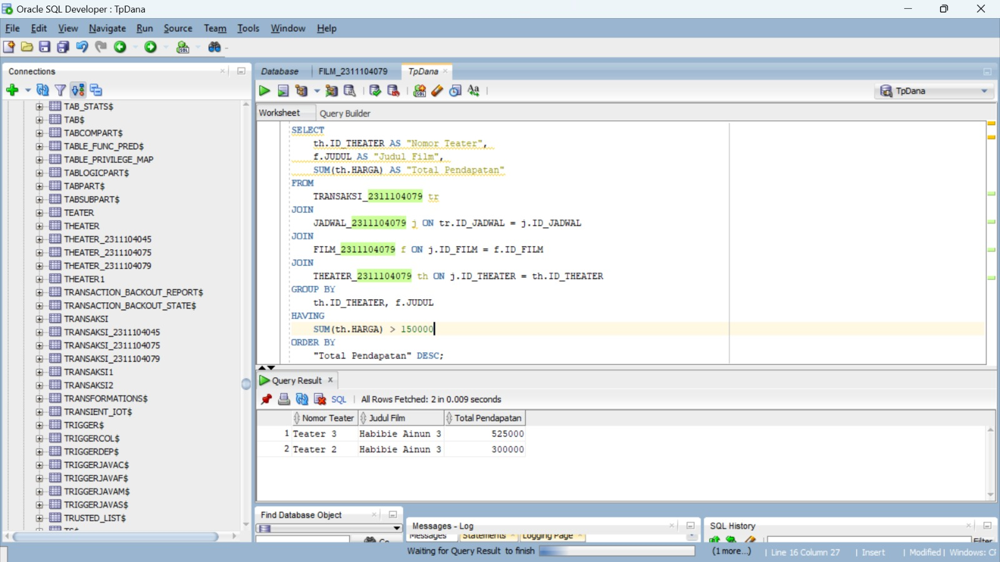 Oracle SQL Developer : TpDana
File Edit View Navigate Run Source Team Tools Window Help
Connections
TAB_STATS$
TAB$
TABCOMPART$
TABLE_FUNC_PRED$
TABLE_PRIVILEGE_MAP
TABLOGICPART$
TABPART$
TABSUBPART$
TEATER
THEATER
THEATER_2311104045
THEATER_2311104075
THEATER_2311104079
THEATER1
TRANSACTION_BACKOUT_REPORT$
TRANSACTION_BACKOUT_STATE$
TRANSAKSI
TRANSAKSI_2311104045
TRANSAKSI_2311104075
TRANSAKSI_2311104079
TRANSAKSI1
TRANSAKSI2
TRANSFORMATIONS$
TRANSIENT_IOT$
TRIGGER$
TRIGGERCOL$
TRIGGERDEP$
TRIGGERJAVAC$
TRIGGERJAVAF$
TRIGGERJAVAM$
TRIGGERJAVAS$
TRUSTED_LIST$
Database FILM_2311104079 TpDana
TpDana
Worksheet Query Builder
SELECT
th.ID_THEATER AS "Nomor Teater",
f.JUDUL AS "Judul Film",
SUM(th.HARGA) AS "Total Pendapatan"
FROM
TRANSAKSI_2311104079 tr
JOIN
JADWAL_2311104079 j ON tr.ID_JADWAL = j.ID_JADWAL
JOIN
FILM_2311104079 f ON j.ID_FILM = f.ID_FILM
JOIN
THEATER_2311104079 th ON j.ID_THEATER = th.ID_THEATER
GROUP BY
th.ID_THEATER, f.JUDUL
HAVING
SUM(th.HARGA) > 150000
ORDER BY
"Total Pendapatan" DESC;
Query Result
SQL All Rows Fetched: 2 in 0.009 seconds
Nomor Teater Judul Film Total Pendapatan
1 Teater 3 Habibie Ainun 3 525000
2 Teater 2 Habibie Ainun 3 300000
Find Database Object
Messages - Log
Messages Statements Logging Page
SQL History
Filter
Waiting for Query Result to finish (1 more...) Line 16 Column 27 Insert Modified Windows: